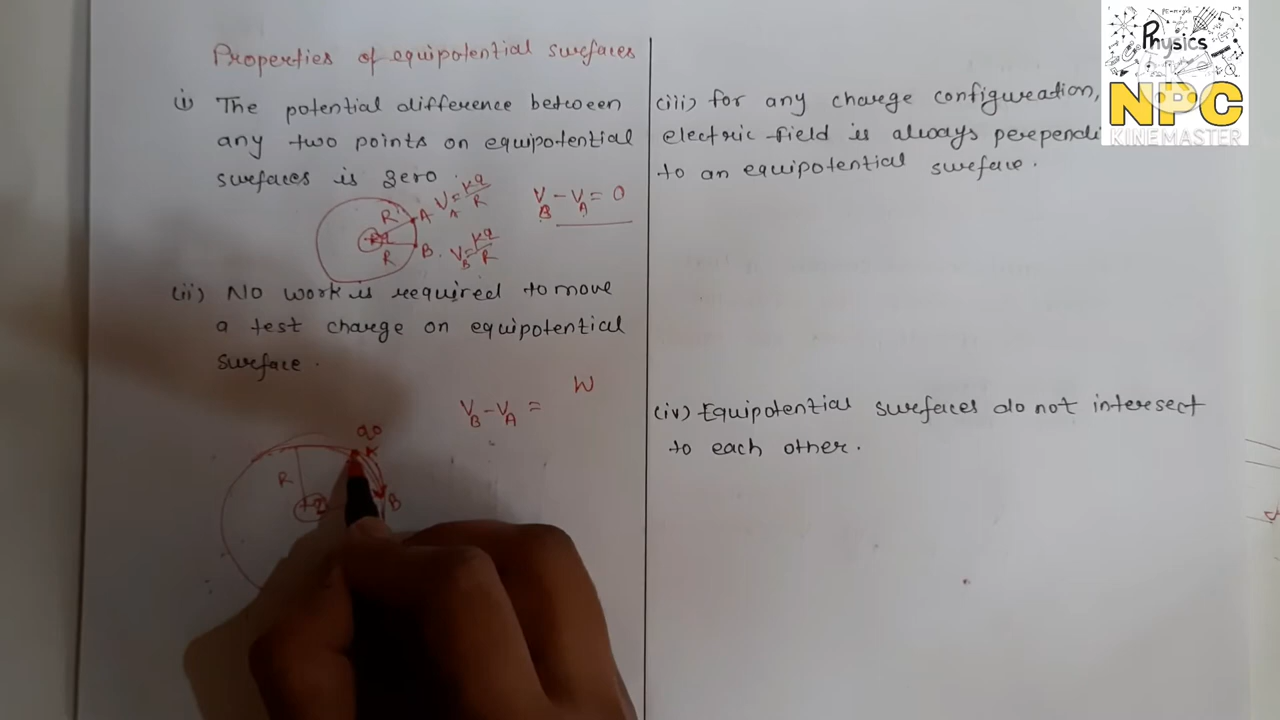 Properties of equipotential surfaces
(i) The potential difference between
any two points on equipotential
surfaces is zero.
R A V_A = kq/R
V_B - V_A = 0
+q
R B. V_B = kq/R
(ii) No work is required to move
a test charge on equipotential
surface.
W
V_B - V_A =
q0
R
B
(iii) for any charge configuration,
electric field is always perpendi
to an equipotential surface.
(iv) Equipotential surfaces do not intersect
to each other.
Physics
NPC
KINEMASTER